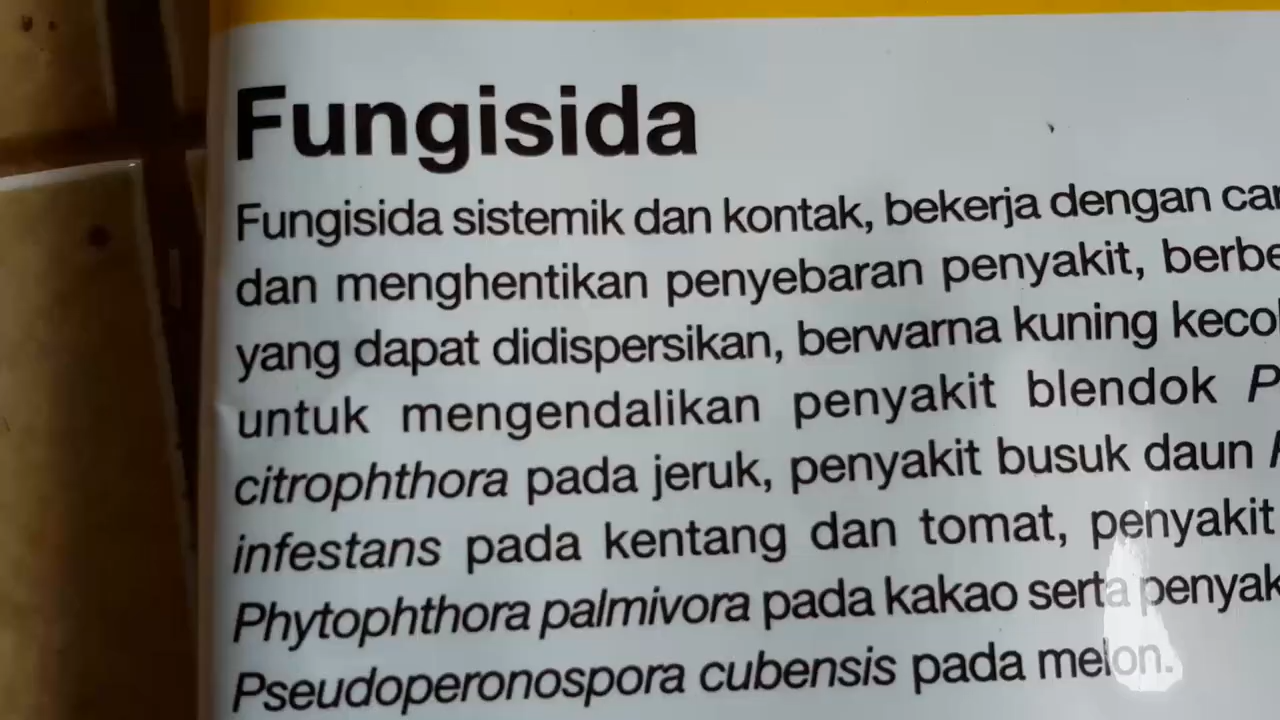 Fungisida
Fungisida sistemik dan kontak, bekerja dengan
dan menghentikan penyebaran penyakit,
yang dapat didispersikan, berwarna kuning
untuk mengendalikan penyakit blendok
citrophthora pada jeruk, penyakit busuk daun
infestans pada kentang dan tomat, penyakit
Phytophthora palmivora pada kakao serta
Pseudoperonospora cubensis pada melon.